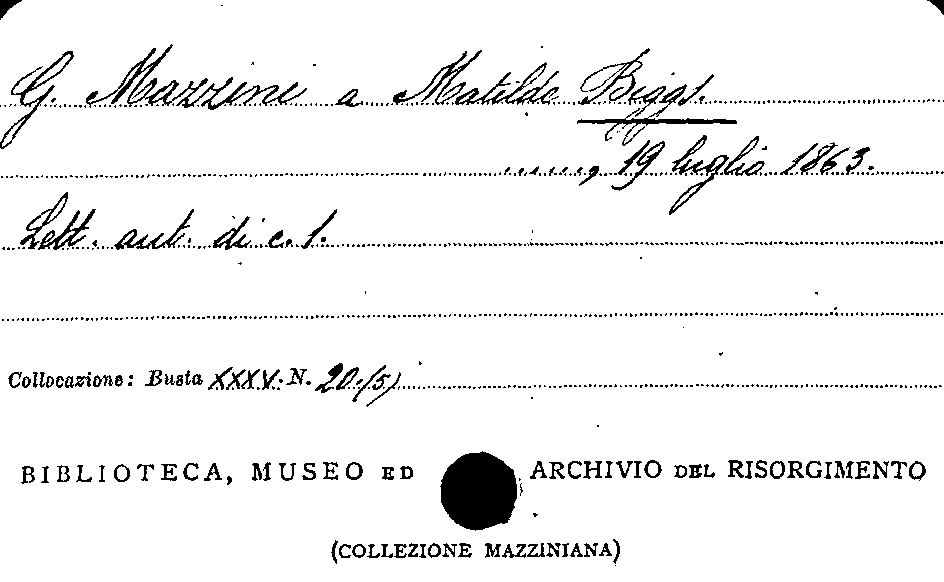 G. Mazzini a Matilde Biggs.
......, 19 luglio 1863.
Lett. aut. di c. 1.
Collocazione: Busta XXXV. N. 20.(5)
BIBLIOTECA, MUSEO ED ARCHIVIO DEL RISORGIMENTO
(COLLEZIONE MAZZINIANA)